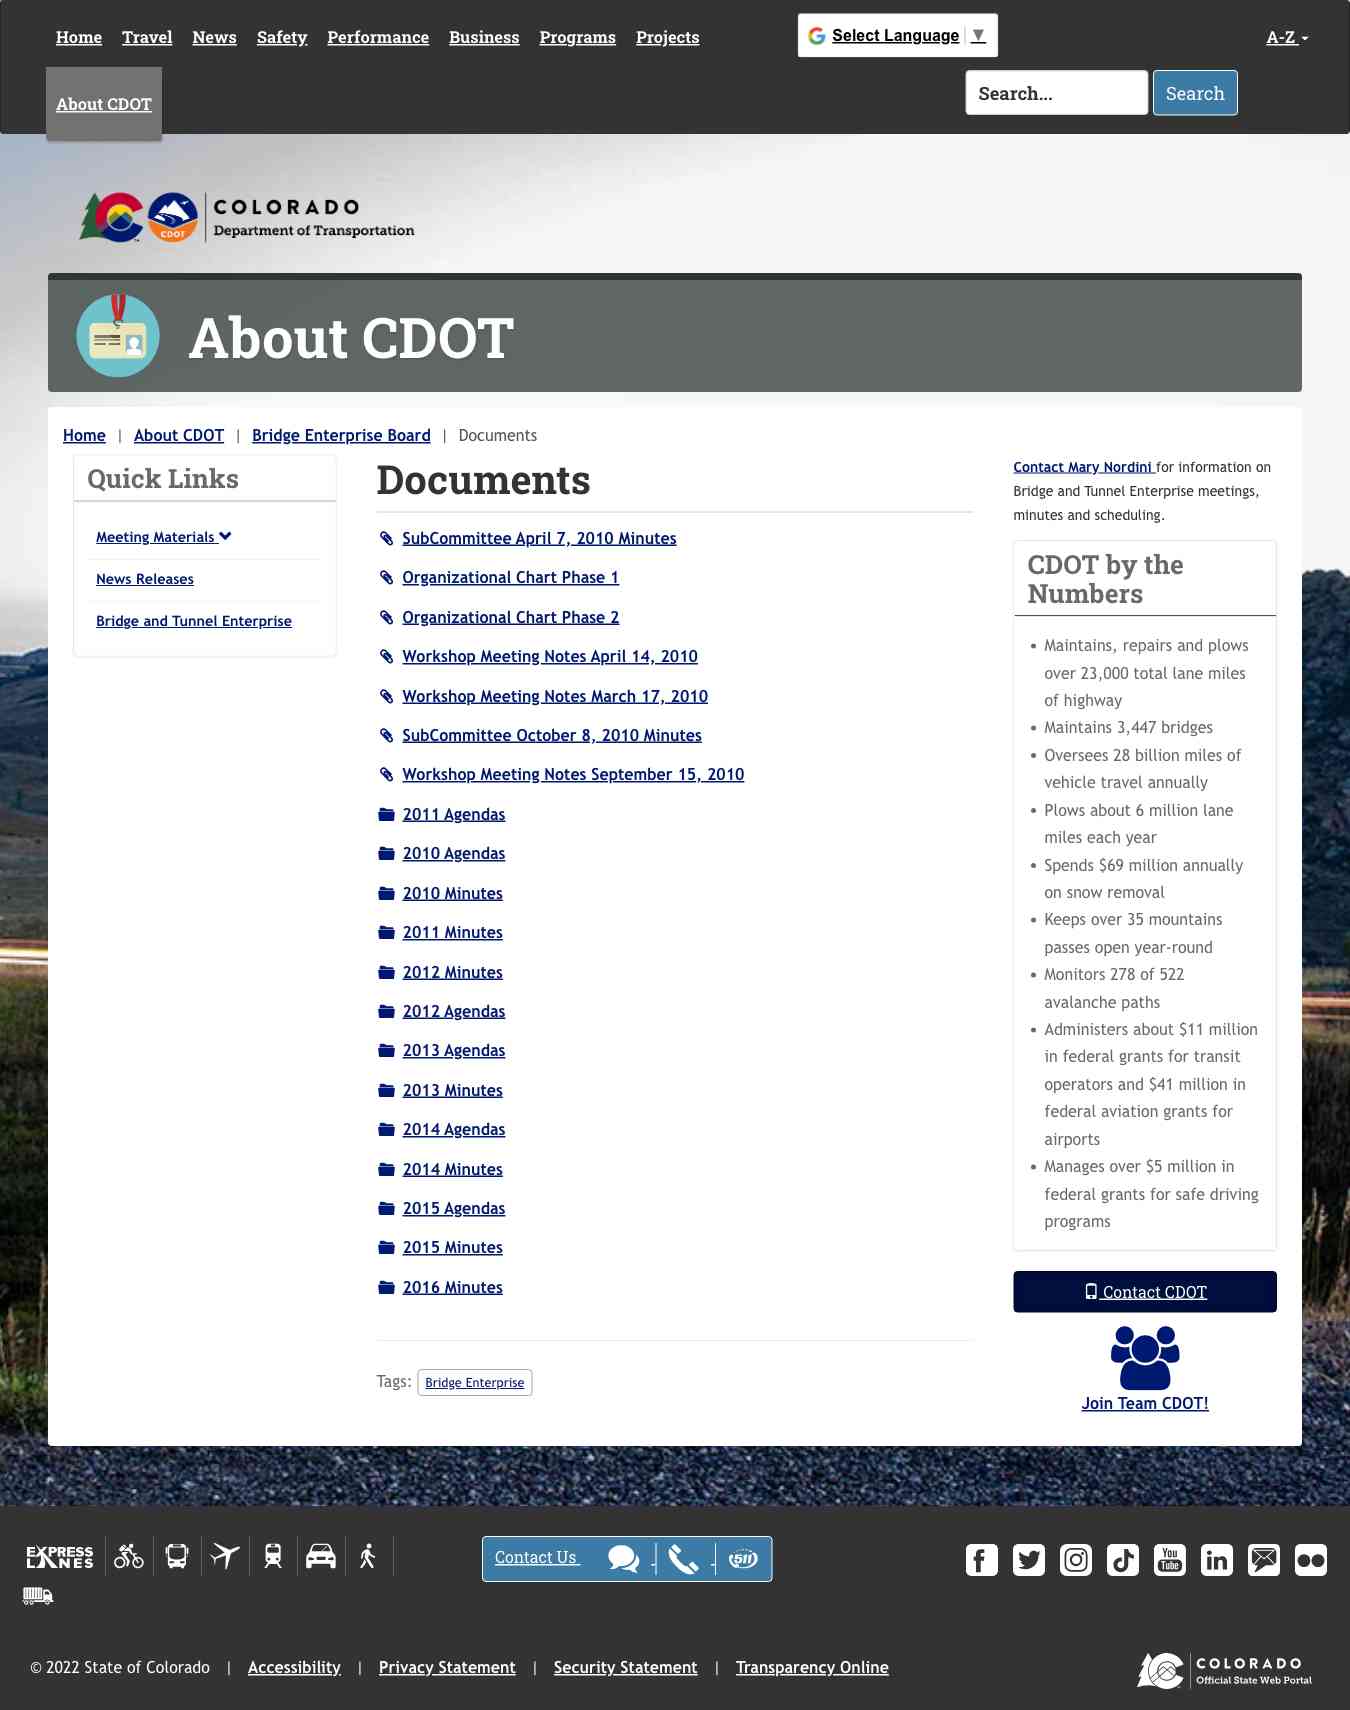 Home Travel News Safety Performance Business Programs Projects
Select Language ▼
A-Z
About CDOT
Search...
Search
COLORADO
Department of Transportation
CDOT
About CDOT
Home | About CDOT | Bridge Enterprise Board | Documents
Quick Links
Meeting Materials
News Releases
Bridge and Tunnel Enterprise
Documents
SubCommittee April 7, 2010 Minutes
Organizational Chart Phase 1
Organizational Chart Phase 2
Workshop Meeting Notes April 14, 2010
Workshop Meeting Notes March 17, 2010
SubCommittee October 8, 2010 Minutes
Workshop Meeting Notes September 15, 2010
2011 Agendas
2010 Agendas
2010 Minutes
2011 Minutes
2012 Minutes
2012 Agendas
2013 Agendas
2013 Minutes
2014 Agendas
2014 Minutes
2015 Agendas
2015 Minutes
2016 Minutes
Tags: Bridge Enterprise
Contact Mary Nordini for information on
Bridge and Tunnel Enterprise meetings,
minutes and scheduling.
CDOT by the
Numbers
• Maintains, repairs and plows
over 23,000 total lane miles
of highway
• Maintains 3,447 bridges
• Oversees 28 billion miles of
vehicle travel annually
• Plows about 6 million lane
miles each year
• Spends $69 million annually
on snow removal
• Keeps over 35 mountains
passes open year-round
• Monitors 278 of 522
avalanche paths
• Administers about $11 million
in federal grants for transit
operators and $41 million in
federal aviation grants for
airports
• Manages over $5 million in
federal grants for safe driving
programs
Contact CDOT
Join Team CDOT!
EXPRESS
LANES
Contact Us
511
You
Tube
in
© 2022 State of Colorado | Accessibility | Privacy Statement | Security Statement | Transparency Online
COLORADO
Official State Web Portal